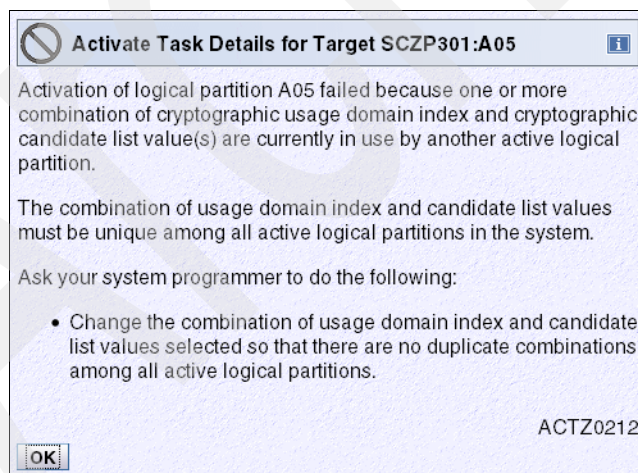 Activate Task Details for Target SCZP301:A05
i
Activation of logical partition A05 failed because one or more
combination of cryptographic usage domain index and cryptographic
candidate list value(s) are currently in use by another active logical
partition.
The combination of usage domain index and candidate list values
must be unique among all active logical partitions in the system.
Ask your system programmer to do the following:
• Change the combination of usage domain index and candidate
list values selected so that there are no duplicate combinations
among all active logical partitions.
ACTZ0212
OK